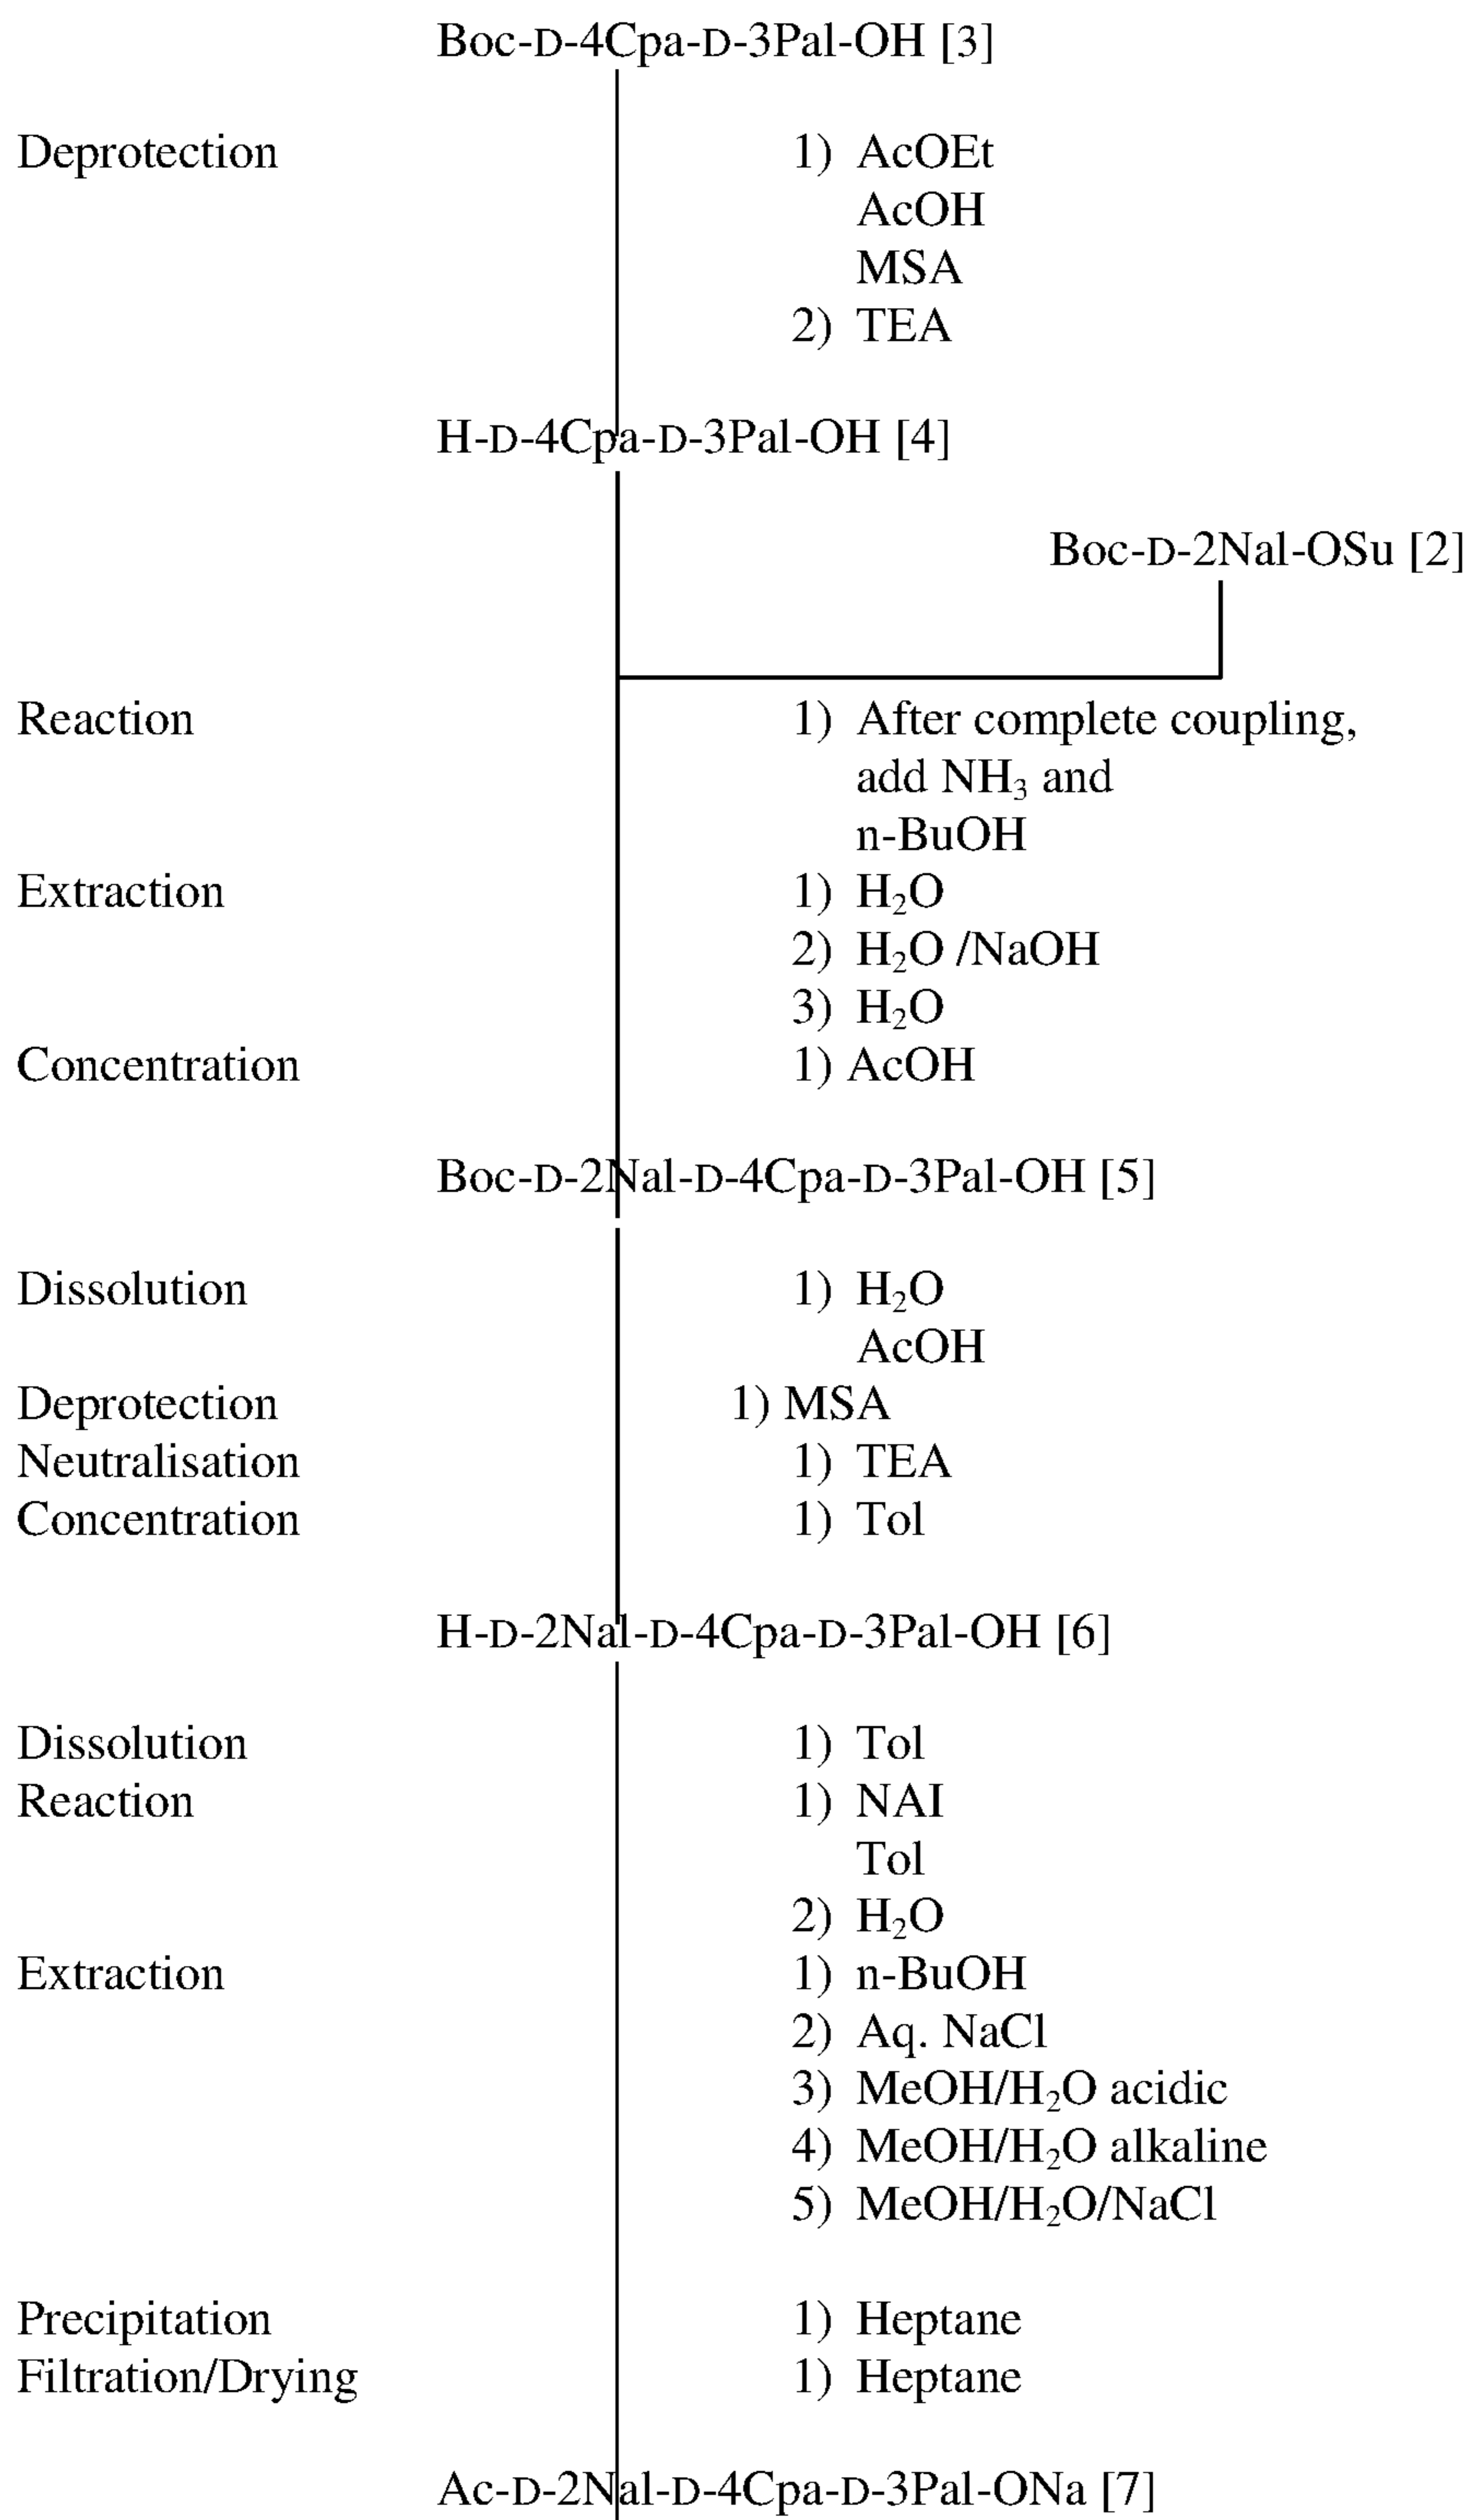 Boc-D-4Cpa-D-3Pal-OH [3]
Deprotection 1) AcOEt
AcOH
MSA
2) TEA
H-D-4Cpa-D-3Pal-OH [4]
Boc-D-2Nal-OSu [2]
Reaction 1) After complete coupling,
add NH₃ and
n-BuOH
Extraction 1) H₂O
2) H₂O /NaOH
3) H₂O
Concentration 1) AcOH
Boc-D-2Nal-D-4Cpa-D-3Pal-OH [5]
Dissolution 1) H₂O
AcOH
Deprotection 1) MSA
Neutralisation 1) TEA
Concentration 1) Tol
H-D-2Nal-D-4Cpa-D-3Pal-OH [6]
Dissolution 1) Tol
Reaction 1) NAI
Tol
2) H₂O
Extraction 1) n-BuOH
2) Aq. NaCl
3) MeOH/H₂O acidic
4) MeOH/H₂O alkaline
5) MeOH/H₂O/NaCl
Precipitation 1) Heptane
Filtration/Drying 1) Heptane
Ac-D-2Nal-D-4Cpa-D-3Pal-ONa [7]